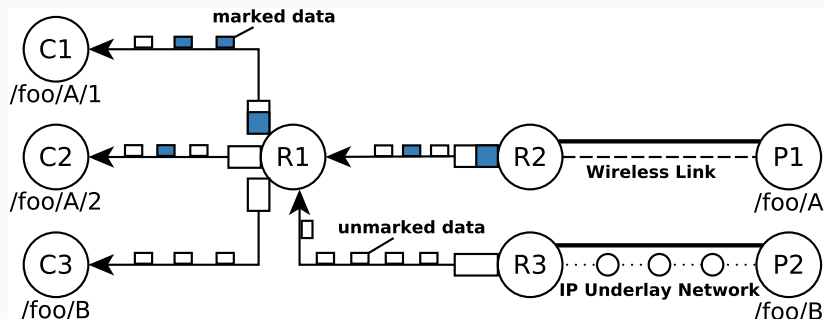 marked data
C1
/foo/A/1
C2
R1
R2
P1
Wireless Link
/foo/A/2
/foo/A
unmarked data
C3
R3
P2
IP Underlay Network
/foo/B
/foo/B